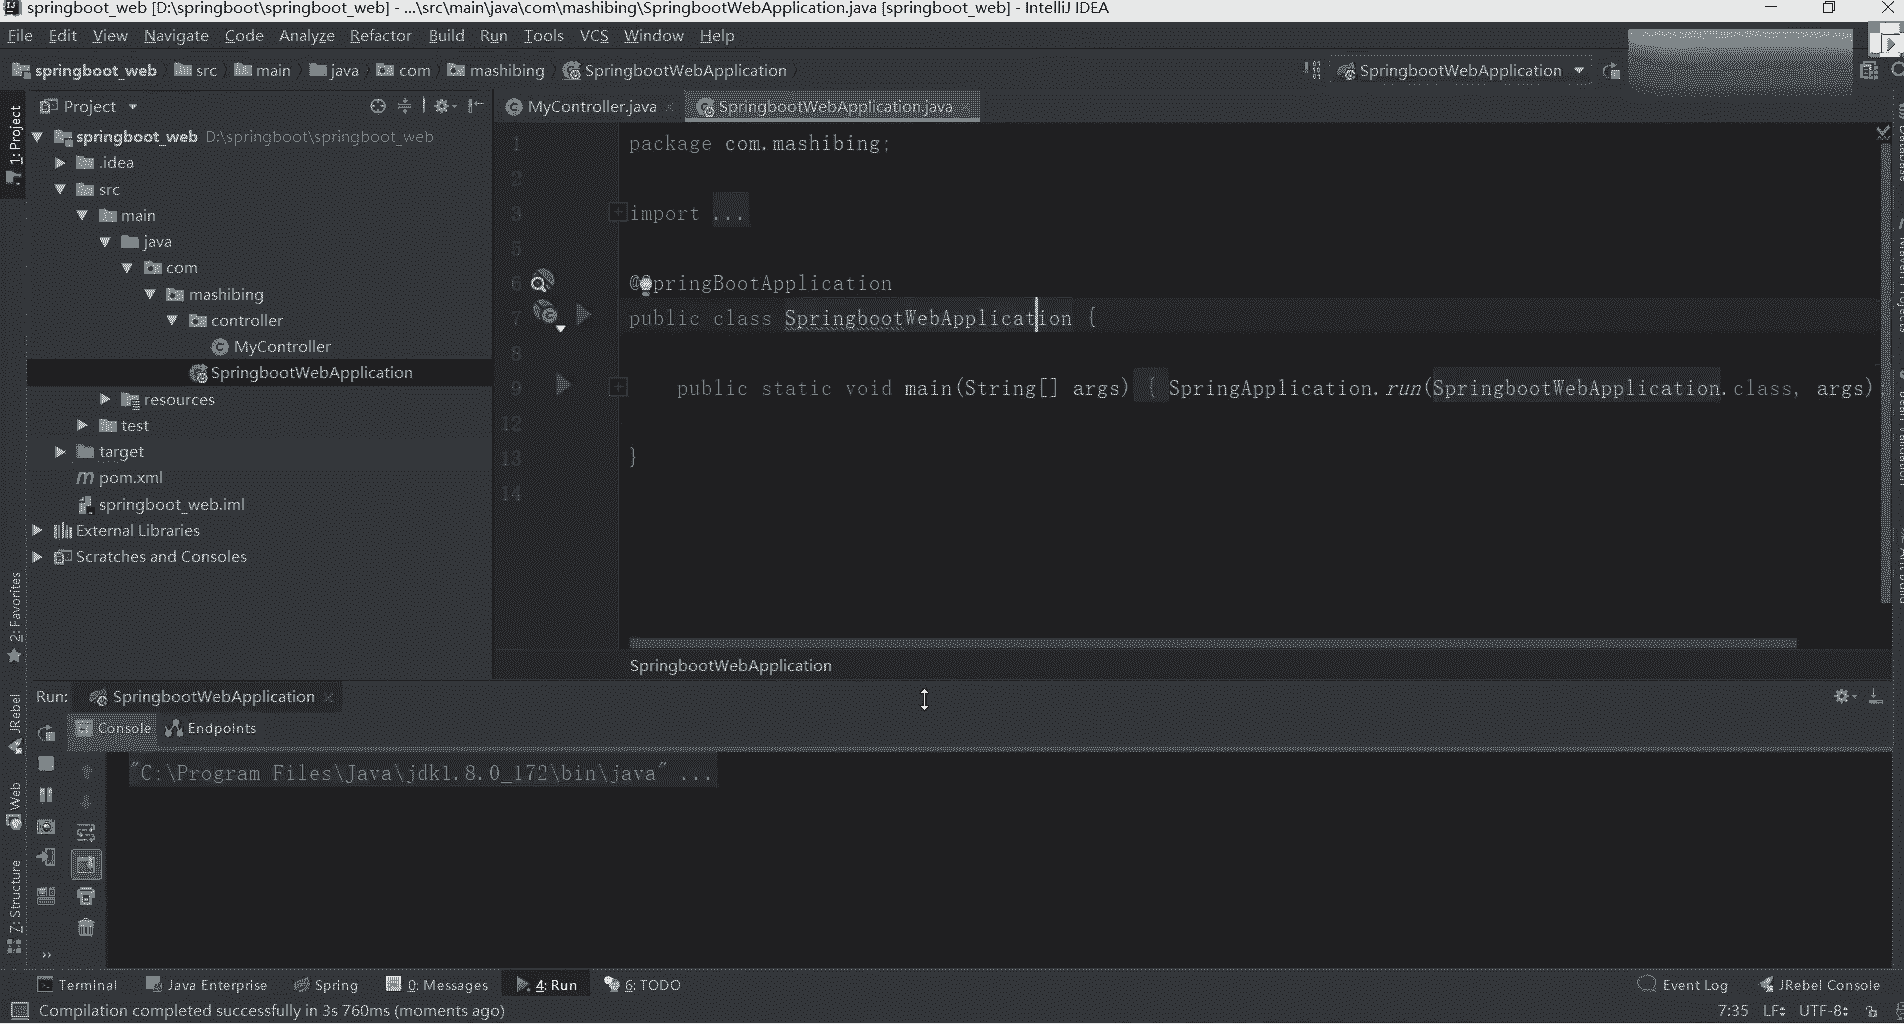 springboot_web [D:\springboot\springboot_web] - ...\src\main\java\com\mashibing\SpringbootWebApplication.java [springboot_web] - IntelliJ IDEA
File Edit View Navigate Code Analyze Refactor Build Run Tools VCS Window Help
springboot_web src main java com mashibing SpringbootWebApplication SpringbootWebApplication
Project MyController.java SpringbootWebApplication.java
1: Project
springboot_web D:\springboot\springboot_web
.idea
src
main
java
com
mashibing
controller
MyController
SpringbootWebApplication
resources
test
target
pom.xml
springboot_web.iml
External Libraries
Scratches and Consoles
1 package com.mashibing;
2
3 import ...
5
6 @SpringBootApplication
7 public class SpringbootWebApplication {
8
9 public static void main(String[] args) { SpringApplication.run(SpringbootWebApplication.class, args)
12
13 }
14
SpringbootWebApplication
2: Favorites
JRebel
Web
Z: Structure
Run: SpringbootWebApplication
Console Endpoints
"C:\Program Files\Java\jdk1.8.0_172\bin\java" ...
Terminal Java Enterprise Spring 0: Messages 4: Run 6: TODO Event Log JRebel Console
Compilation completed successfully in 3s 760ms (moments ago) 7:35 LF UTF-8